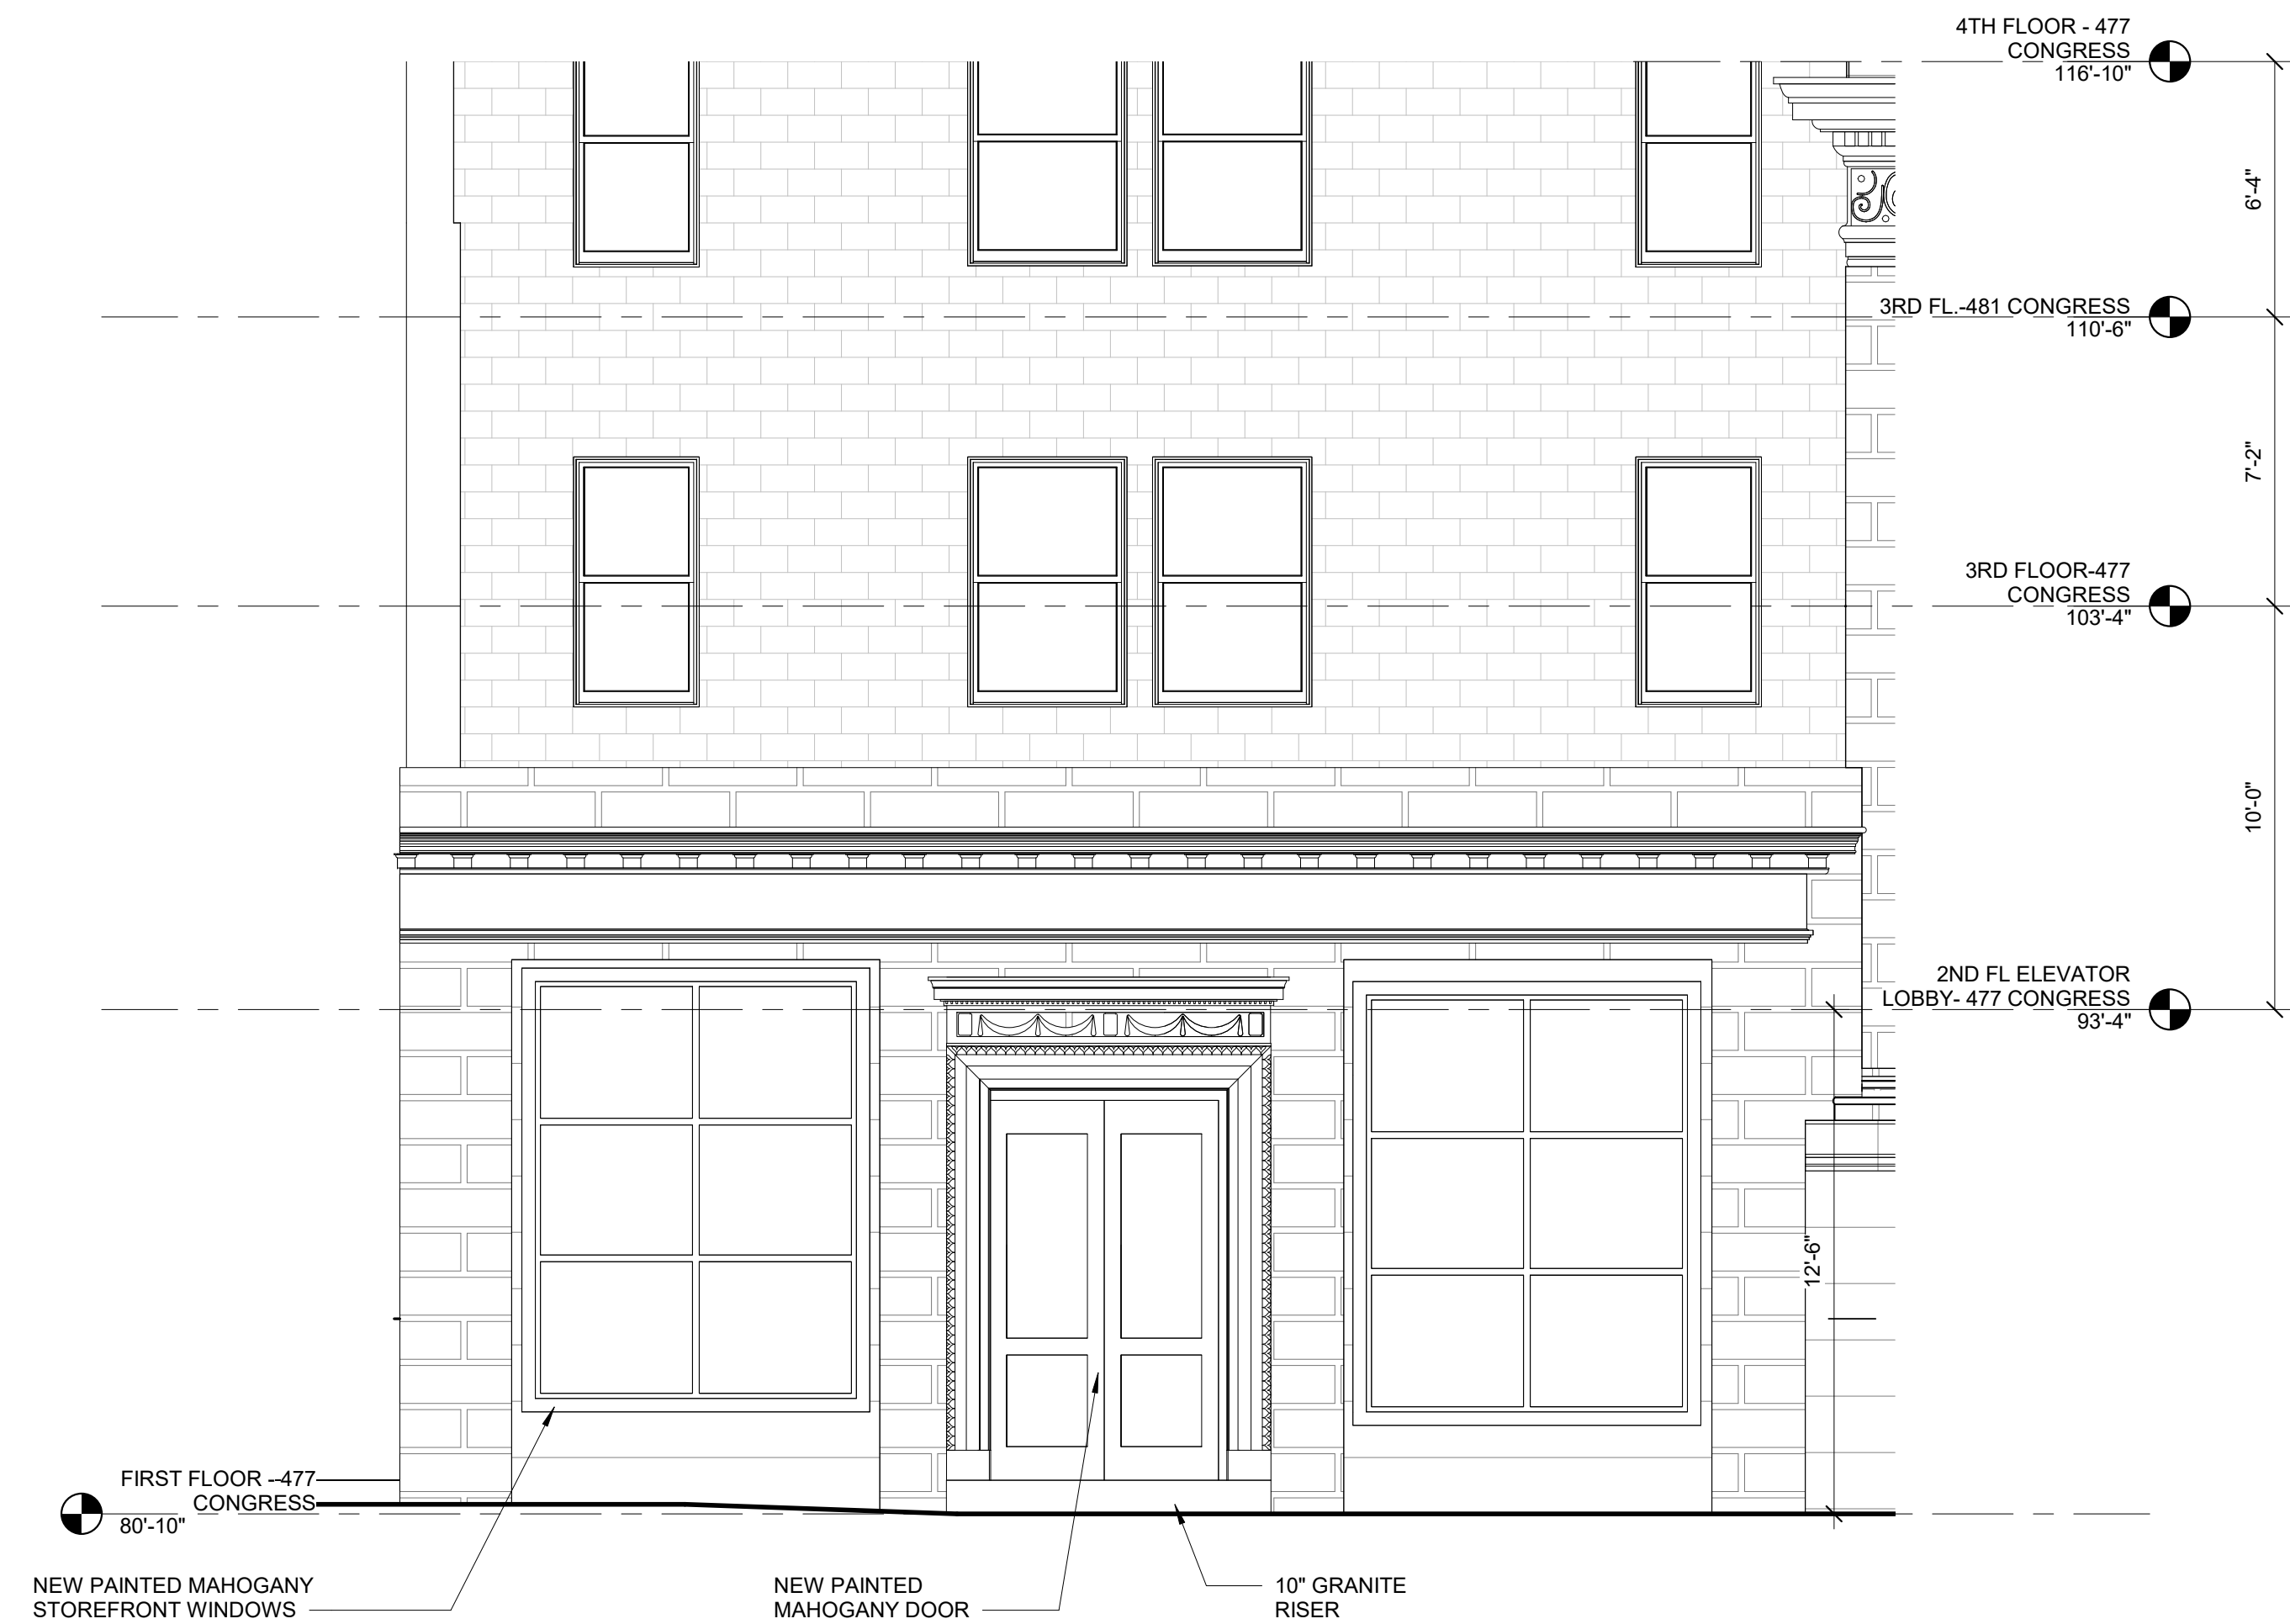 4TH FLOOR - 477
CONGRESS
116'-10"
6'-4"
3RD FL.-481 CONGRESS
110'-6"
7'-2"
3RD FLOOR-477
CONGRESS
103'-4"
10'-0"
2ND FL ELEVATOR
LOBBY- 477 CONGRESS
93'-4"
12'-6"
FIRST FLOOR --477
CONGRESS
80'-10"
NEW PAINTED MAHOGANY
STOREFRONT WINDOWS
NEW PAINTED
MAHOGANY DOOR
10" GRANITE
RISER